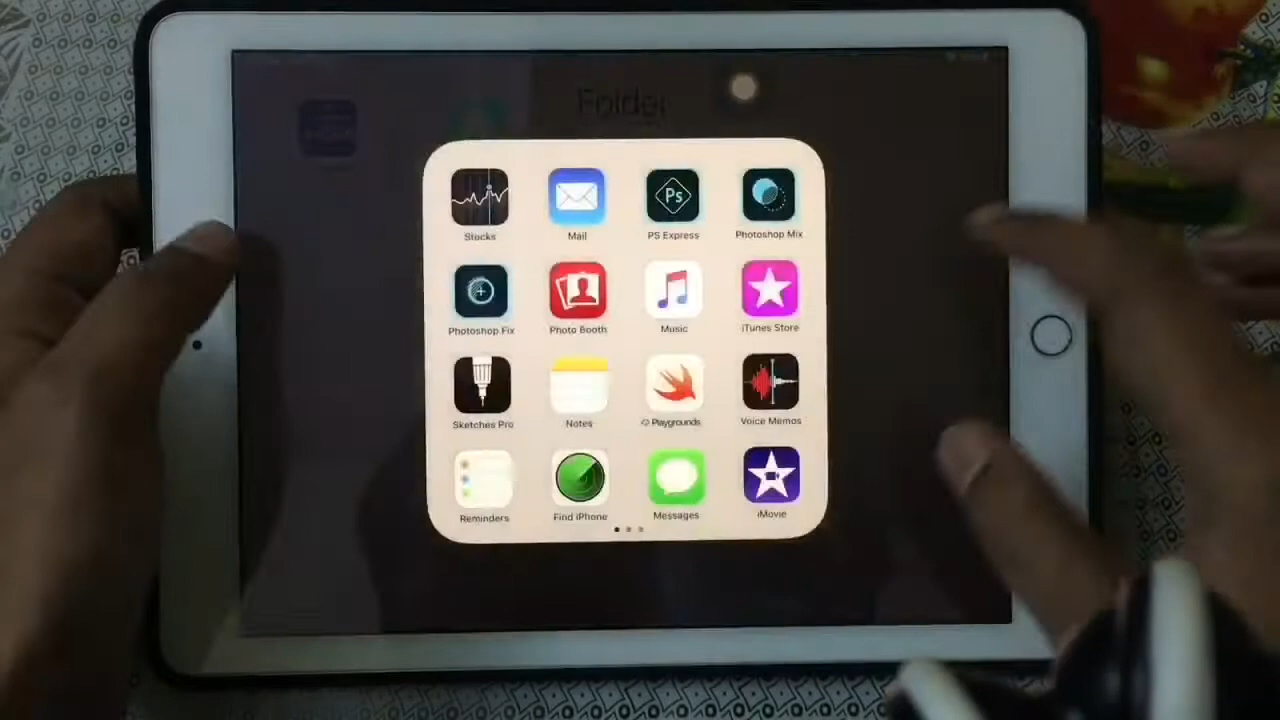 Folder
Stocks Mail PS Express Photoshop Mix
Ps
Photoshop Fix Photo Booth Music iTunes Store
Sketches Pro Notes Playgrounds Voice Memos
Reminders Find iPhone Messages iMovie